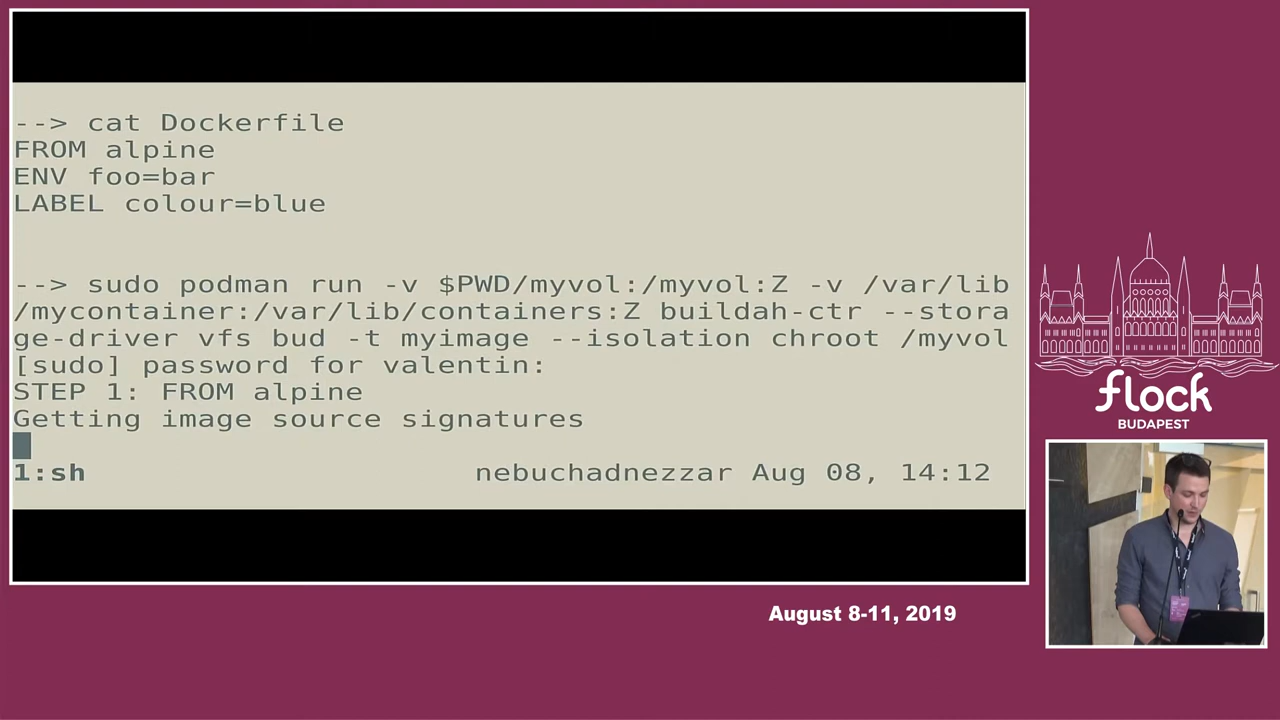 --> cat Dockerfile
FROM alpine
ENV foo=bar
LABEL colour=blue
--> sudo podman run -v $PWD/myvol:/myvol:Z -v /var/lib
/mycontainer:/var/lib/containers:Z buildah-ctr --stora
ge-driver vfs bud -t myimage --isolation chroot /myvol
[sudo] password for valentin:
STEP 1: FROM alpine
Getting image source signatures
1:sh nebuchadnezzar Aug 08, 14:12
flock
BUDAPEST
August 8-11, 2019